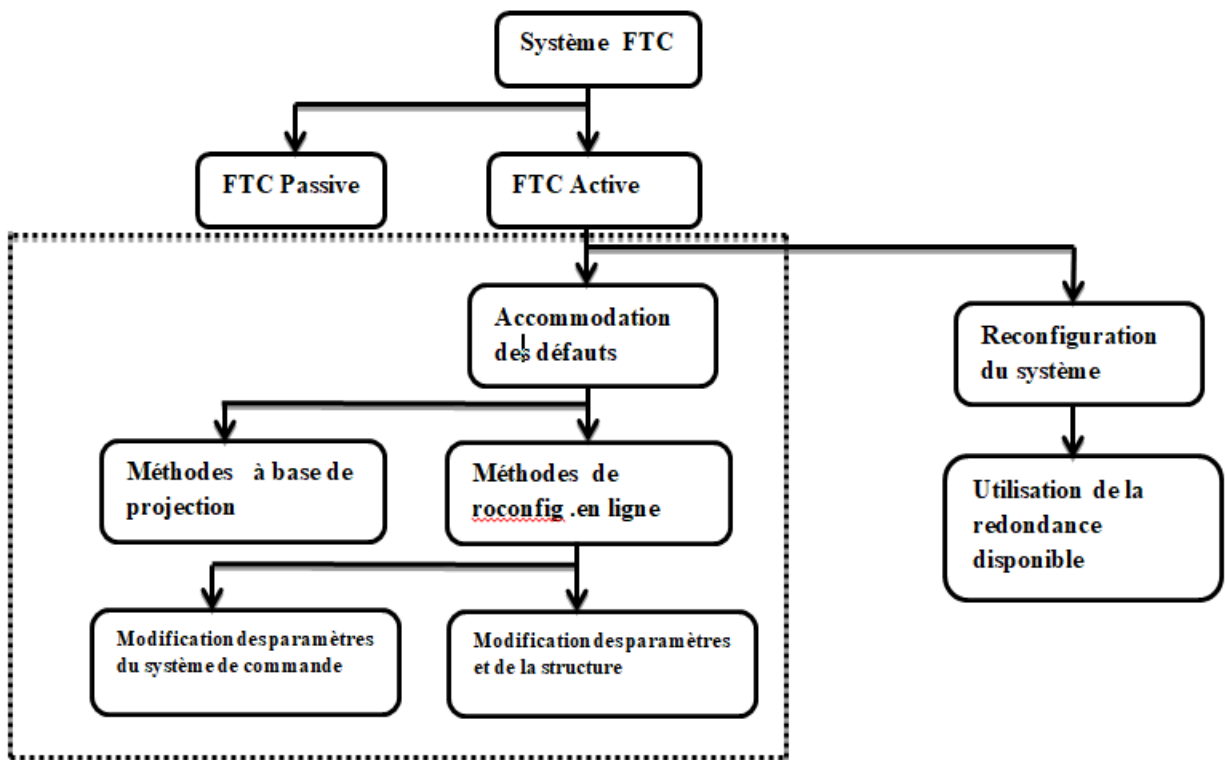 Système FTC
FTC Passive
FTC Active
Accommodation
des défauts
Reconfiguration
du système
Méthodes à base de
projection
Méthodes de
roconfig .en ligne
Utilisation de la
redondance
disponible
Modification des paramètres
du système de commande
Modification des paramètres
et de la structure